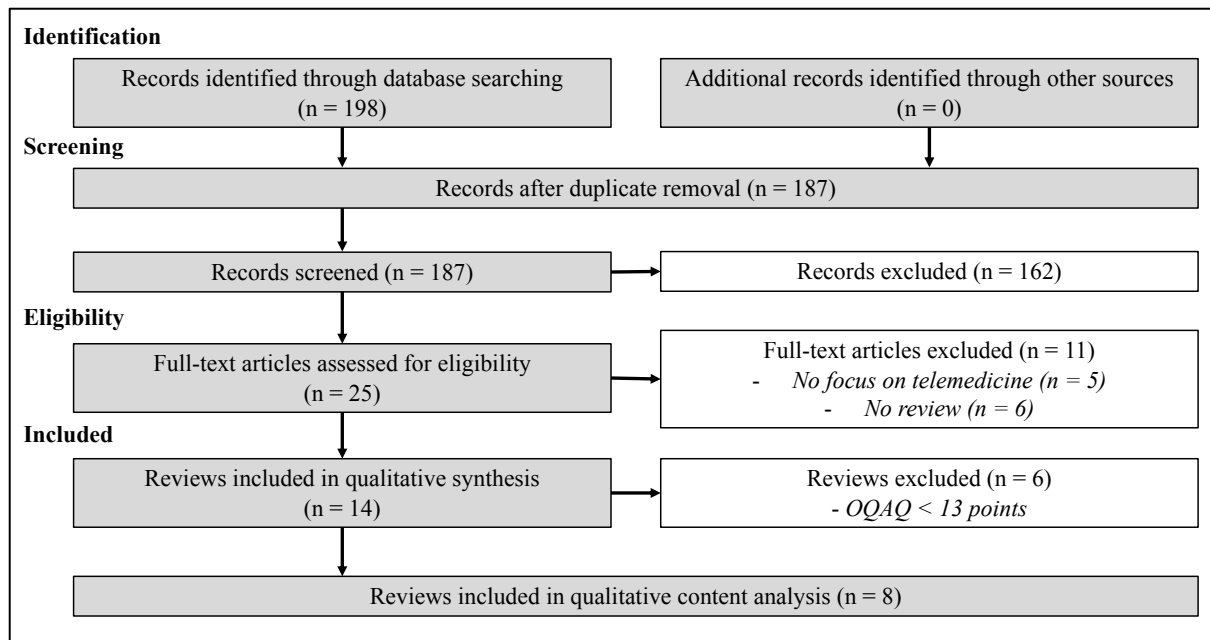 Identification
Records identified through database searching
(n = 198)
Additional records identified through other sources
(n = 0)
Screening
Records after duplicate removal (n = 187)
Records screened (n = 187)
Records excluded (n = 162)
Eligibility
Full-text articles assessed for eligibility
(n = 25)
Full-text articles excluded (n = 11)
- No focus on telemedicine (n = 5)
- No review (n = 6)
Included
Reviews included in qualitative synthesis
(n = 14)
Reviews excluded (n = 6)
- OQAQ < 13 points
Reviews included in qualitative content analysis (n = 8)